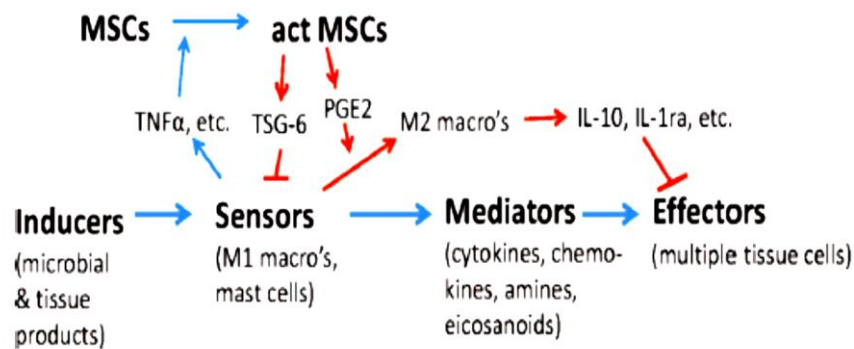 MSCs
act MSCs
TNFα, etc.
TSG-6
PGE2
M2 macro's
IL-10, IL-1ra, etc.
Inducers
(microbial
& tissue
products)
Sensors
(M1 macro's,
mast cells)
Mediators
(cytokines, chemo-
kines, amines,
eicosanoids)
Effectors
(multiple tissue cells)